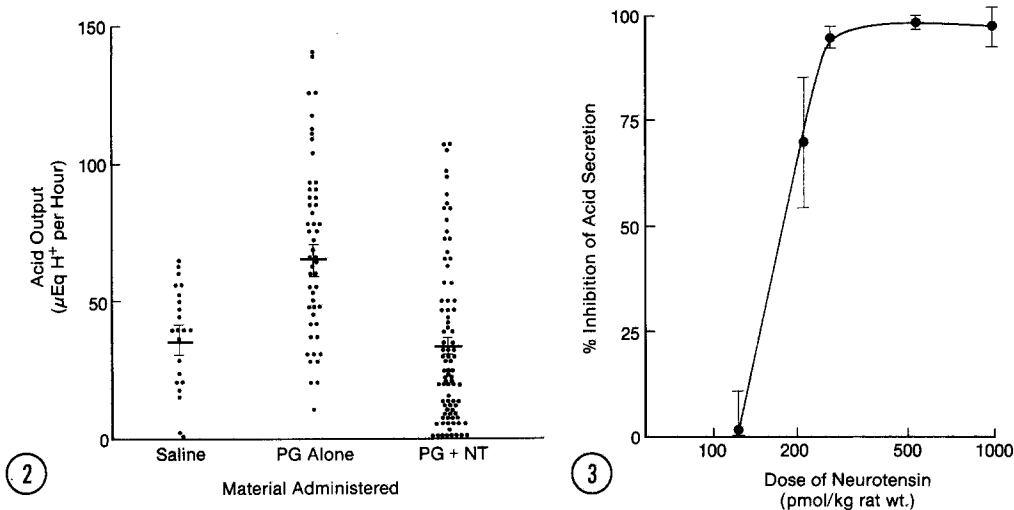 150
100
50
0
Acid Output
(μEq H⁺ per Hour)
Saline
PG Alone
PG + NT
Material Administered
2
100
75
50
25
0
% Inhibition of Acid Secretion
100
200
500
1000
Dose of Neurotensin
(pmol/kg rat wt.)
3